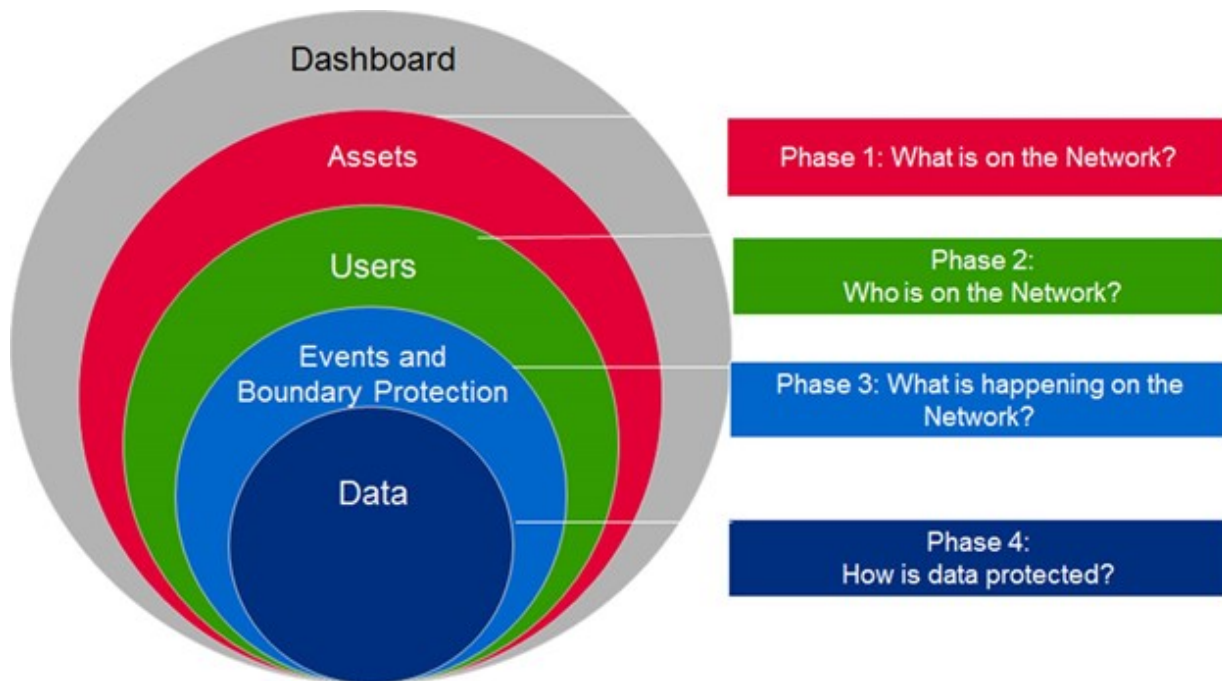 Dashboard
Assets
Users
Events and
Boundary Protection
Data
Phase 1: What is on the Network?
Phase 2:
Who is on the Network?
Phase 3: What is happening on the
Network?
Phase 4:
How is data protected?